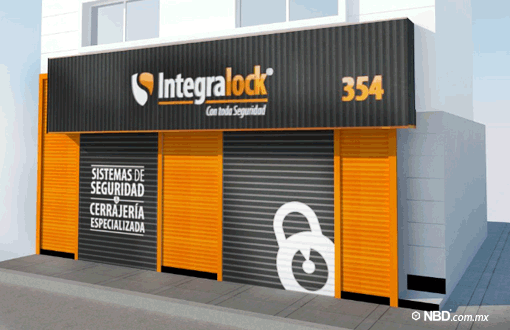 Integralock®
Con toda Seguridad
354
SISTEMAS DE
SEGURIDAD
&
CERRAJERÍA
ESPECIALIZADA
© NBD.com.mx